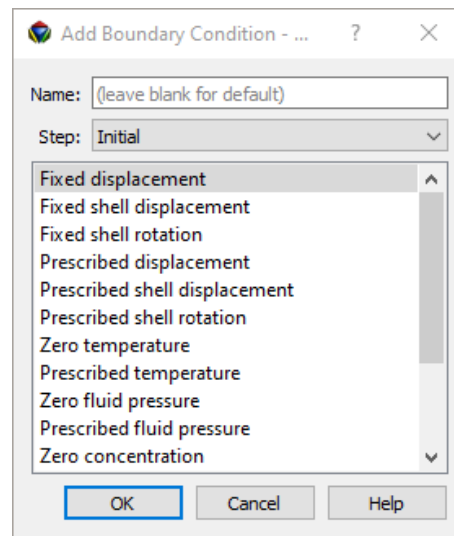 Add Boundary Condition - ... ?
Name: (leave blank for default)
Step: Initial
Fixed displacement
Fixed shell displacement
Fixed shell rotation
Prescribed displacement
Prescribed shell displacement
Prescribed shell rotation
Zero temperature
Prescribed temperature
Zero fluid pressure
Prescribed fluid pressure
Zero concentration
OK Cancel Help